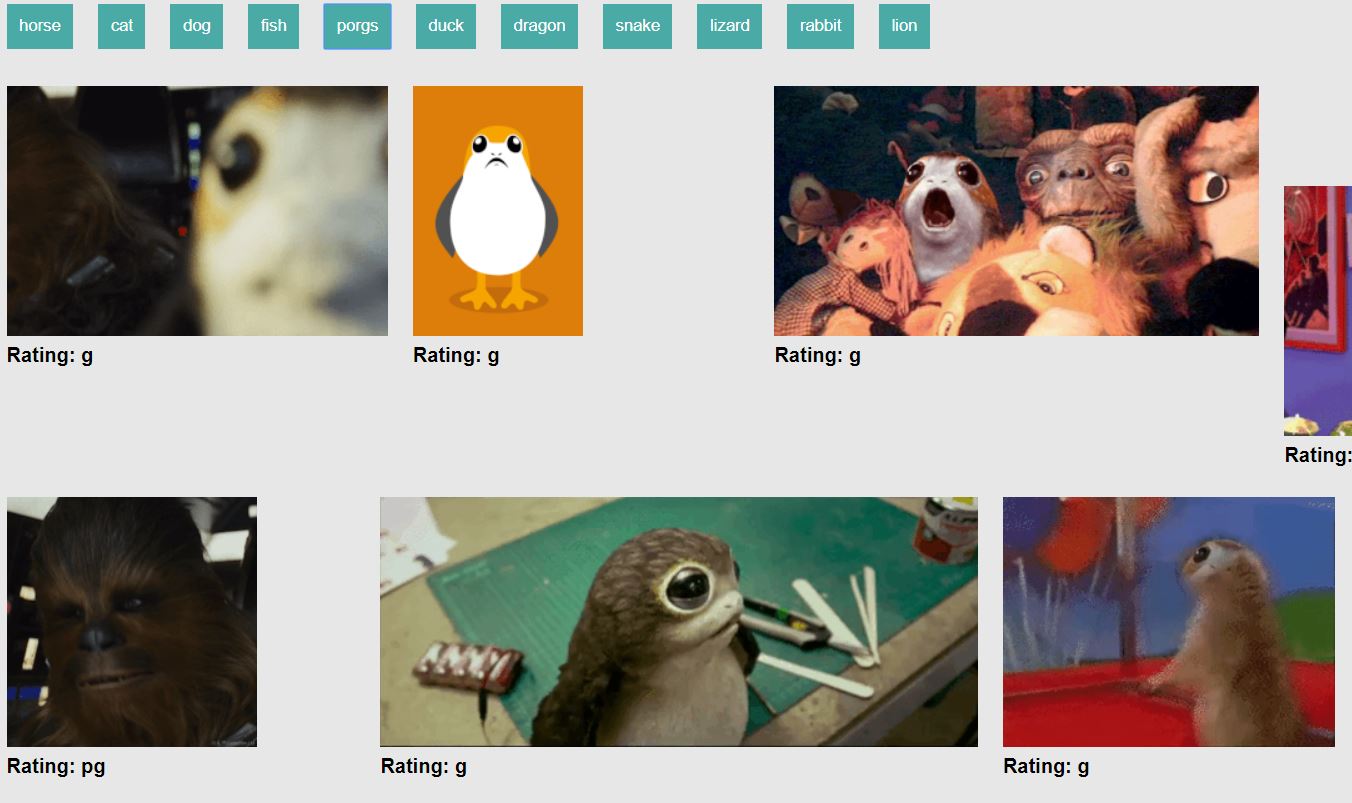 horse cat dog fish porgs duck dragon snake lizard rabbit lion
Rating: g Rating: g Rating: g
Rating:
Rating: pg Rating: g Rating: g